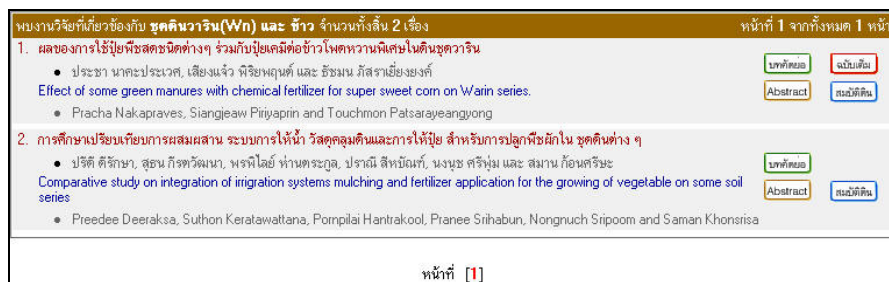 พบงานวิจัยที่เกี่ยวข้องกับ ชุดดินวาริน(Wn) และ ข้าว จำนวนทั้งสิ้น 2 เรื่อง หน้าที่ 1 จากทั้งหมด 1 หน้า
1. ผลของการใช้ปุ๋ยพืชสดชนิดต่างๆ ร่วมกับปุ๋ยเคมีต่อข้าวโพดหวานพิเศษในดินชุดวาริน
• ประชา นาคะประเวศ, เสียงแจ๋ว พิริยพฤนต์ และ ธัชมน ภัสราเยี่ยงยงค์
บทคัดย่อ ฉบับเต็ม
Effect of some green manures with chemical fertilizer for super sweet corn on Warin series.
Abstract สมบัติดิน
• Pracha Nakapraves, Siangjeaw Piriyaprin and Touchmon Patsarayeangyong
2. การศึกษาเปรียบเทียบการผสมผสาน ระบบการให้น้ำ วัสดุคลุมดินและการให้ปุ๋ย สำหรับการปลูกพืชผักใน ชุดดินต่าง ๆ
• ปรีดี ดีรักษา, สุธน กีรตวัฒนา, พรพิไลย์ ห่านตระกูล, ปราณี สีหบัณฑ์, นงนุช ศรีพุ่ม และ สมาน ก้อนศรีษะ
บทคัดย่อ
Comparative study on integration of irrigration systems mulching and fertilizer application for the growing of vegetable on some soil
series
Abstract สมบัติดิน
• Preedee Deeraksa, Suthon Keratawattana, Pornpilai Hantrakool, Pranee Srihabun, Nongnuch Sripoom and Saman Khonsrisa
หน้าที่ [1]